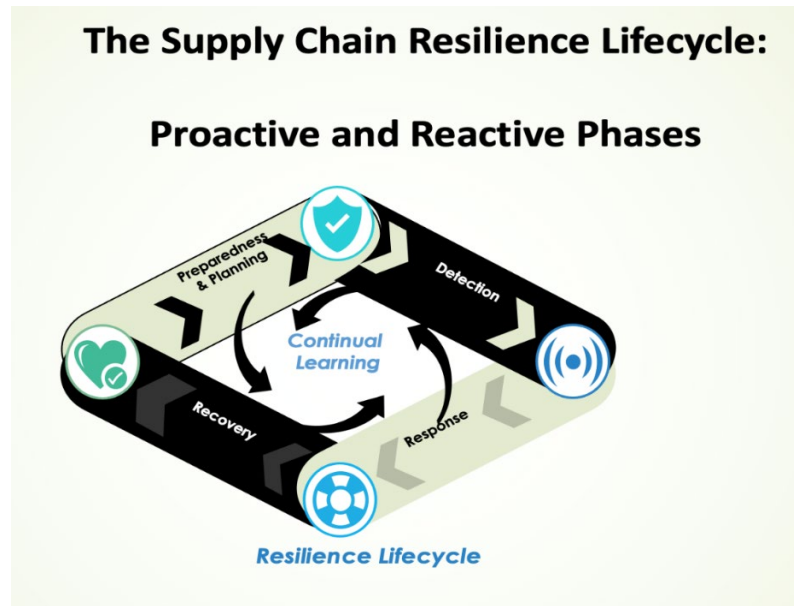 The Supply Chain Resilience Lifecycle:
Proactive and Reactive Phases
Preparedness
& Planning
Detection
Continual
Learning
Recovery
Response
Resilience Lifecycle